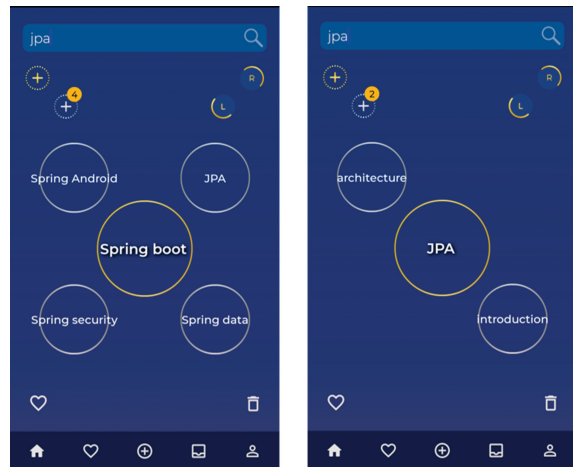 jpa
4
R
L
Spring Android
JPA
Spring boot
Spring security
Spring data
jpa
2
R
L
architecture
JPA
introduction